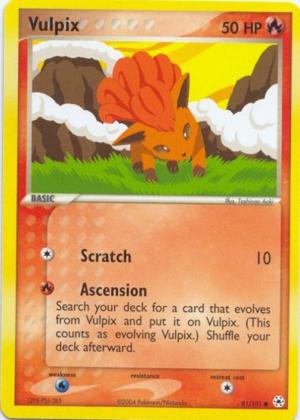 Vulpix 50 HP
BASIC
Illus. Toshinao Aoki
Scratch 10
Ascension
Search your deck for a card that evolves
from Vulpix and put it on Vulpix. (This
counts as evolving Vulpix.) Shuffle your
deck afterward.
weakness resistance retreat cost
©2004 Pokémon/Nintendo 81/101